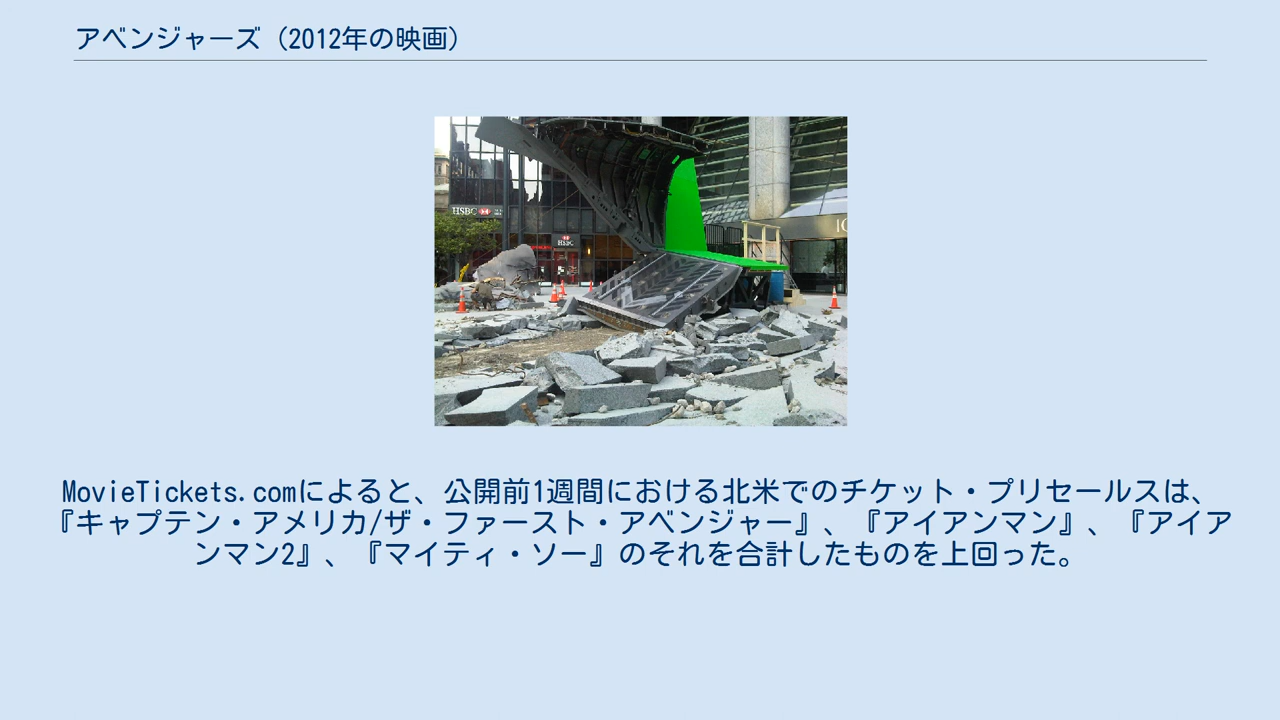 アベンジャーズ（2012年の映画）
HSBC
HSBC
MovieTickets.comによると、公開前1週間における北米でのチケット・プリセールスは、
『キャプテン・アメリカ/ザ・ファースト・アベンジャー』、『アイアンマン』、『アイア
ンマン2』、『マイティ・ソー』のそれを合計したものを上回った。